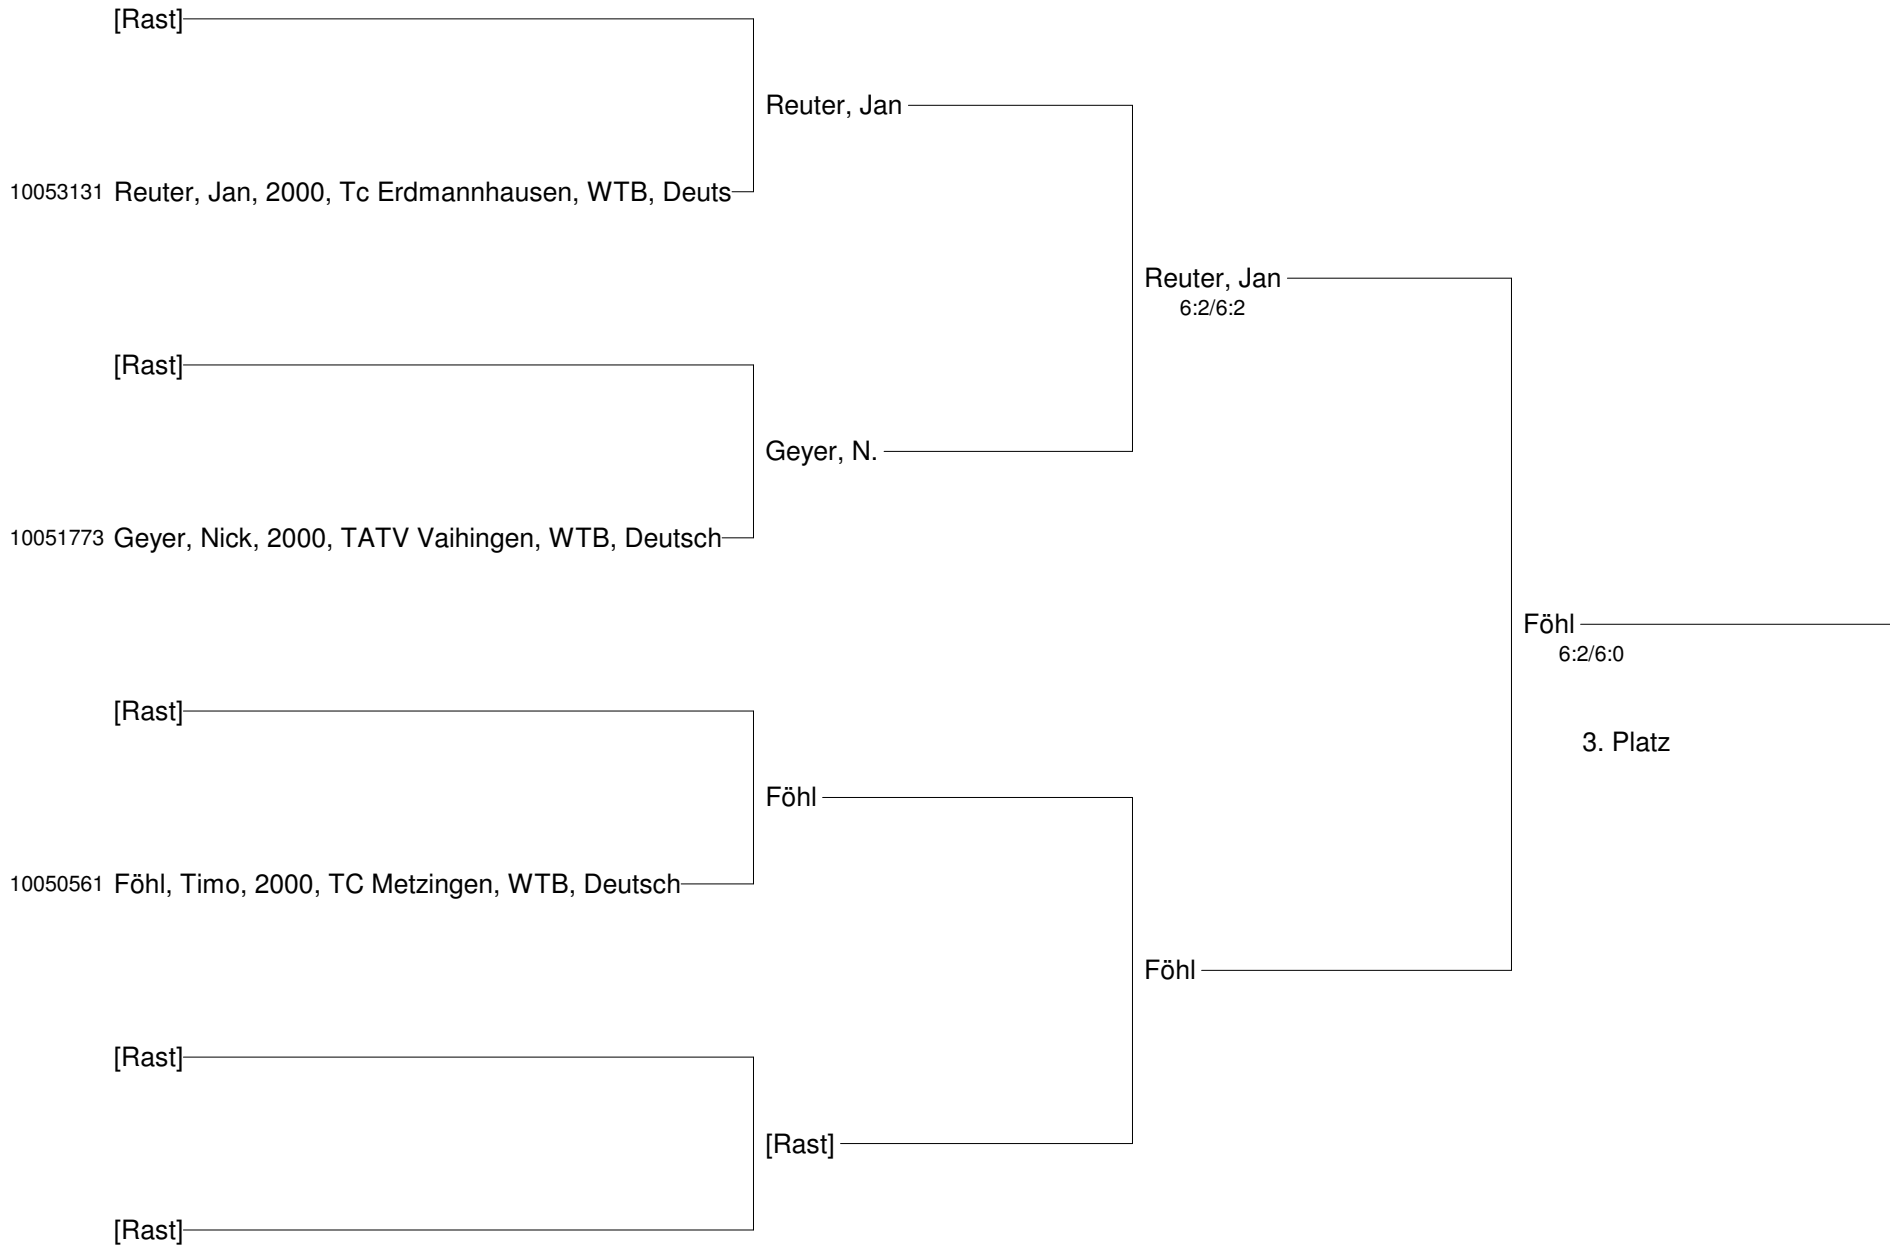 [Rast]
Reuter, Jan
10053131 Reuter, Jan, 2000, Tc Erdmannhausen, WTB, Deuts
Reuter, Jan
6:2/6:2
[Rast]
Geyer, N.
10051773 Geyer, Nick, 2000, TATV Vaihingen, WTB, Deutsch
Föhl
6:2/6:0
[Rast]
3. Platz
Föhl
10050561 Föhl, Timo, 2000, TC Metzingen, WTB, Deutsch
Föhl
[Rast]
[Rast]
[Rast]